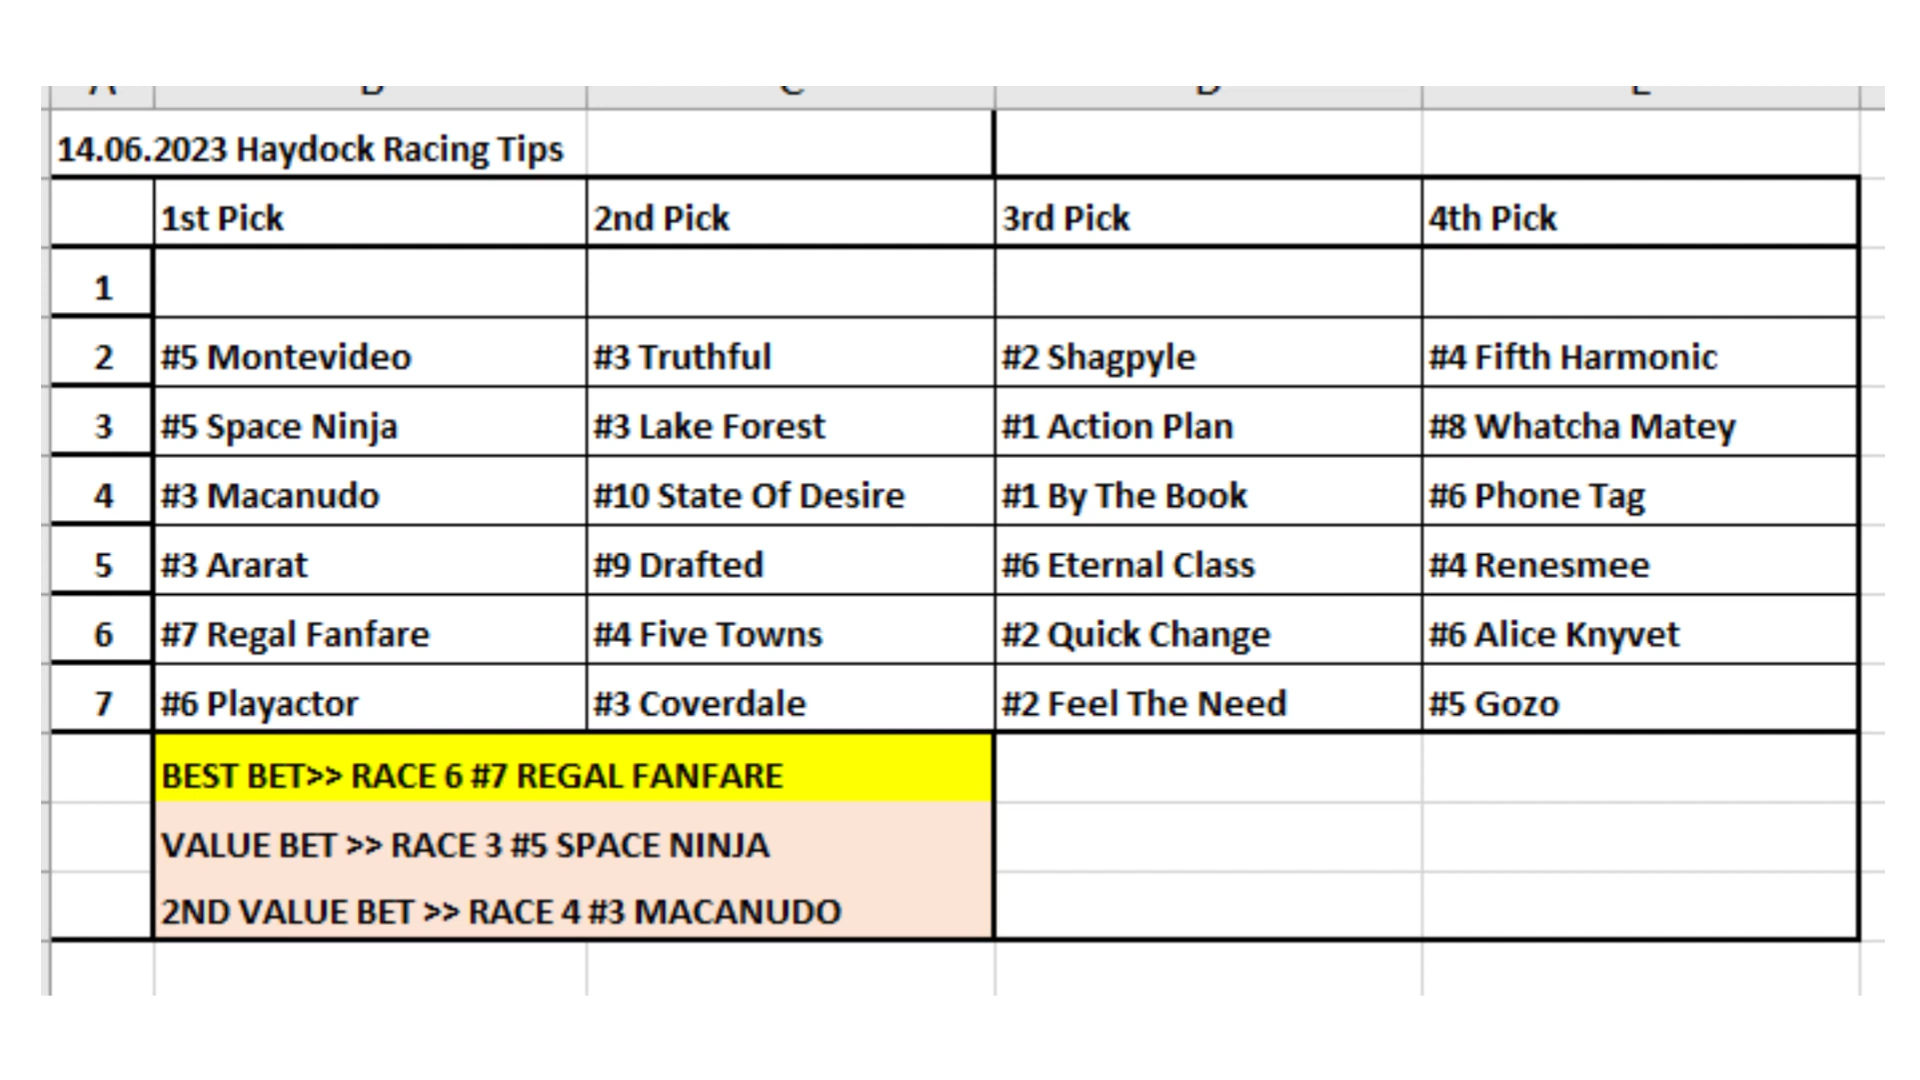 A B C D E
14.06.2023 Haydock Racing Tips
1st Pick 2nd Pick 3rd Pick 4th Pick
1
2 #5 Montevideo #3 Truthful #2 Shagpyle #4 Fifth Harmonic
3 #5 Space Ninja #3 Lake Forest #1 Action Plan #8 Whatcha Matey
4 #3 Macanudo #10 State Of Desire #1 By The Book #6 Phone Tag
5 #3 Ararat #9 Drafted #6 Eternal Class #4 Renesmee
6 #7 Regal Fanfare #4 Five Towns #2 Quick Change #6 Alice Knyvet
7 #6 Playactor #3 Coverdale #2 Feel The Need #5 Gozo
BEST BET>> RACE 6 #7 REGAL FANFARE
VALUE BET >> RACE 3 #5 SPACE NINJA
2ND VALUE BET >> RACE 4 #3 MACANUDO